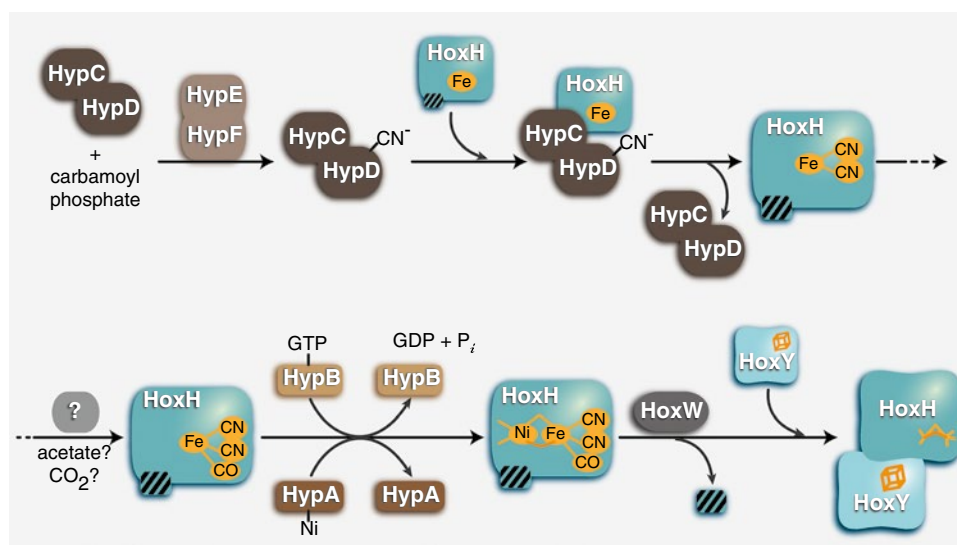 HypC
HypD
+
carbamoyl
phosphate
HypE
HypF
HypC
HypD
CN⁻
HoxH
Fe
HoxH
Fe
HypC
HypD
CN⁻
HypC
HypD
HoxH
Fe
CN
CN
?
acetate?
CO₂?
HoxH
Fe
CN
CN
CO
GTP
HypB
GDP + Pᵢ
HypB
HypA
Ni
HypA
HoxH
Ni
Fe
CN
CN
CO
HoxW
HoxY
HoxH
HoxY